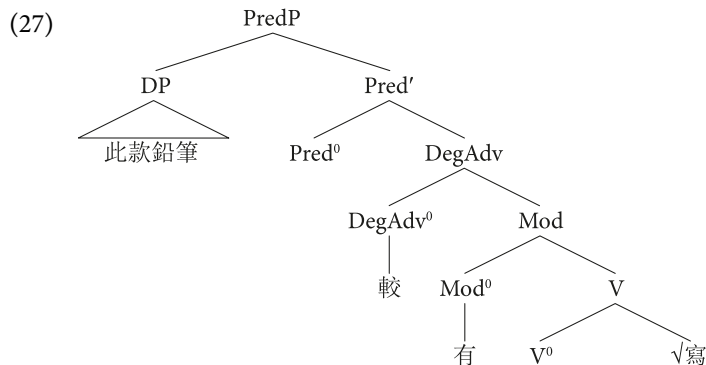 (27)
PredP
DP Pred′
此款鉛筆 Pred⁰ DegAdv
DegAdv⁰ Mod
較 Mod⁰ V
有 V⁰ √寫